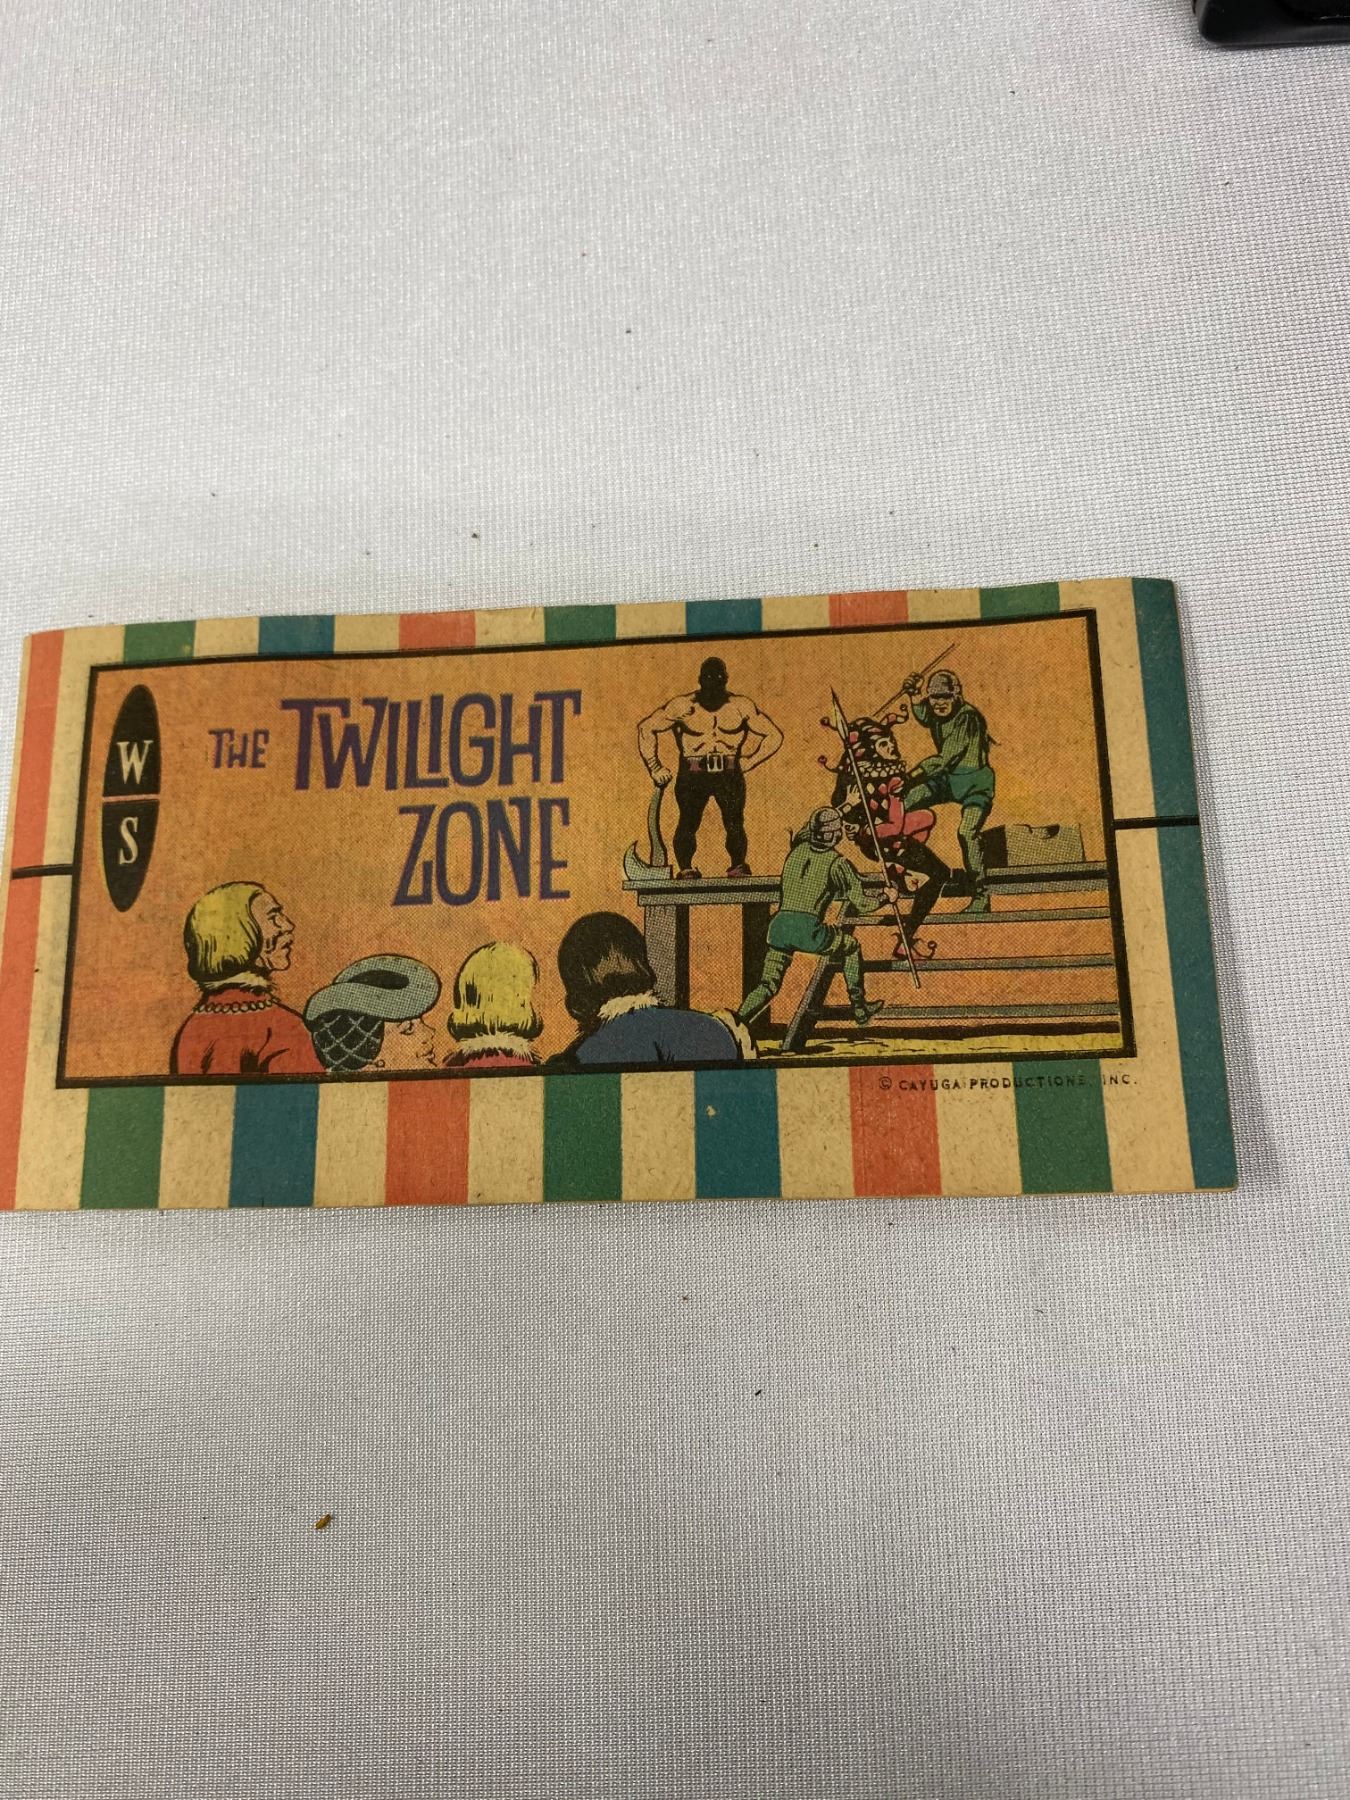 W
S
THE TWILIGHT
ZONE
© CAYUGA PRODUCTIONS, INC.